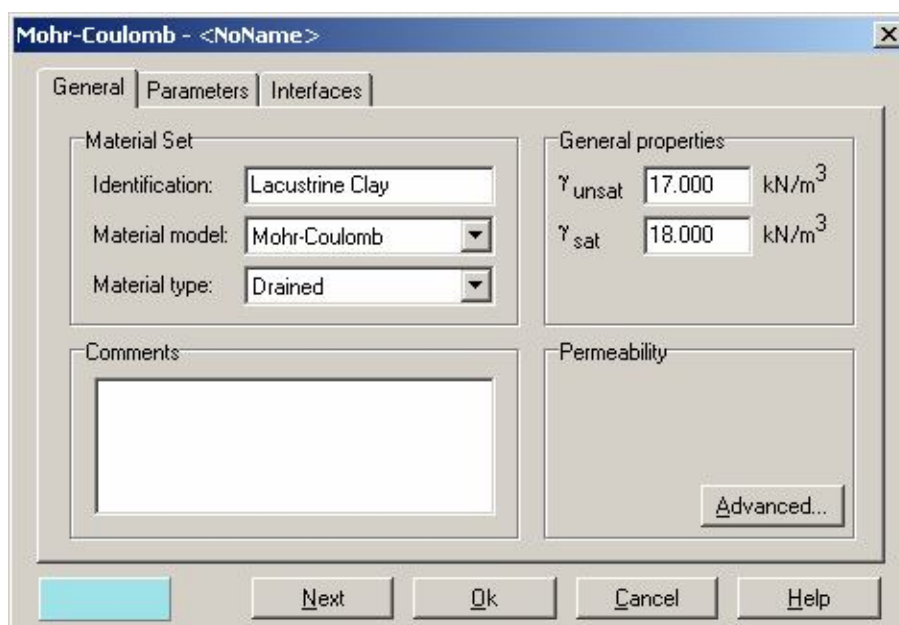 Mohr-Coulomb - <NoName>
General Parameters Interfaces
Material Set
Identification: Lacustrine Clay
Material model: Mohr-Coulomb
Material type: Drained
General properties
γunsat 17.000 kN/m³
γsat 18.000 kN/m³
Comments
Permeability
Advanced...
Next Ok Cancel Help